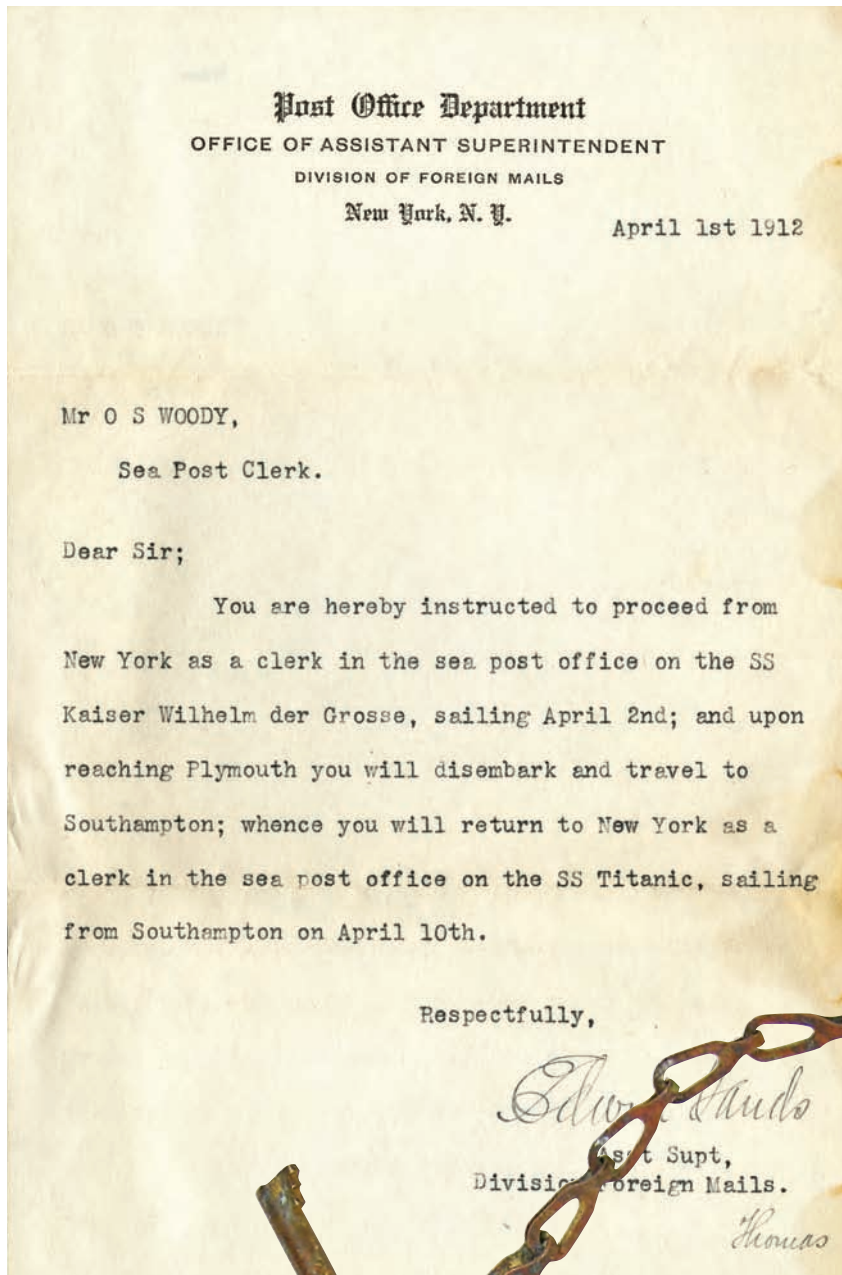 Post Office Department
OFFICE OF ASSISTANT SUPERINTENDENT
DIVISION OF FOREIGN MAILS
New York, N. Y.
April 1st 1912
Mr O S WOODY,
Sea Post Clerk.
Dear Sir;
You are hereby instructed to proceed from
New York as a clerk in the sea post office on the SS
Kaiser Wilhelm der Grosse, sailing April 2nd; and upon
reaching Plymouth you will disembark and travel to
Southampton; whence you will return to New York as a
clerk in the sea post office on the SS Titanic, sailing
from Southampton on April 10th.
Respectfully,
Sands
Asst Supt,
Division Foreign Mails.
Thomas